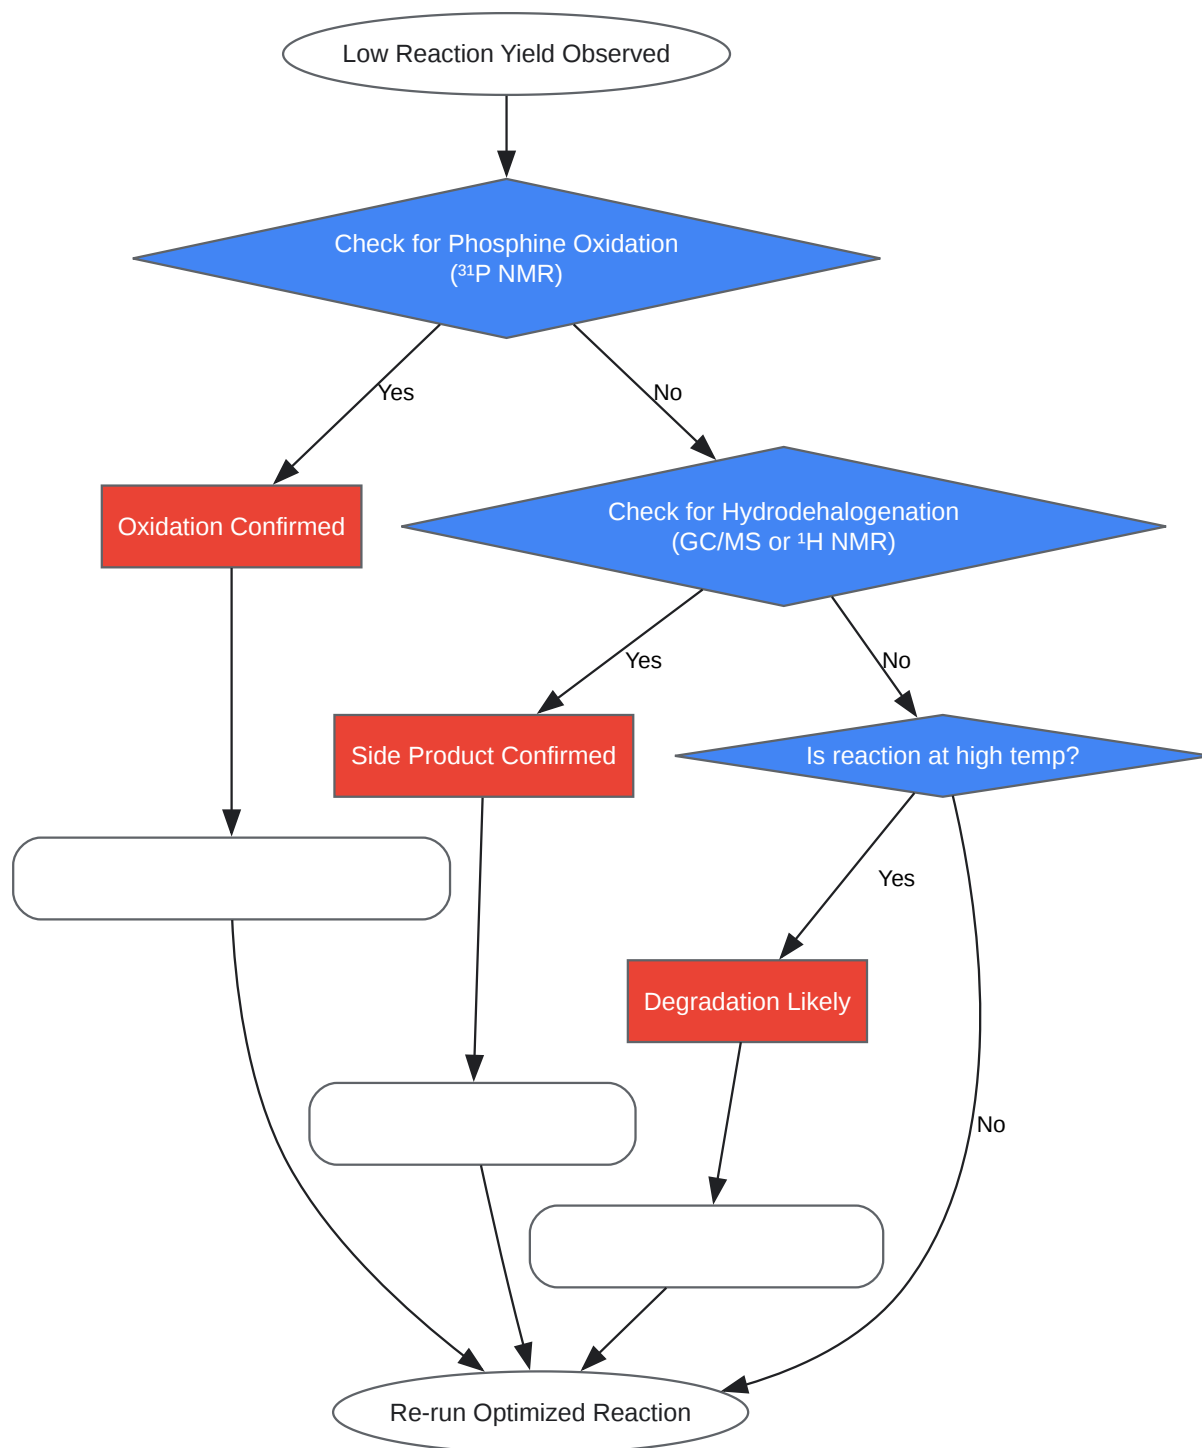 Low Reaction Yield Observed
Check for Phosphine Oxidation
(³¹P NMR)
Yes
No
Oxidation Confirmed
Check for Hydrodehalogenation
(GC/MS or ¹H NMR)
Yes
No
Side Product Confirmed
Is reaction at high temp?
Yes
Degradation Likely
No
Re-run Optimized Reaction